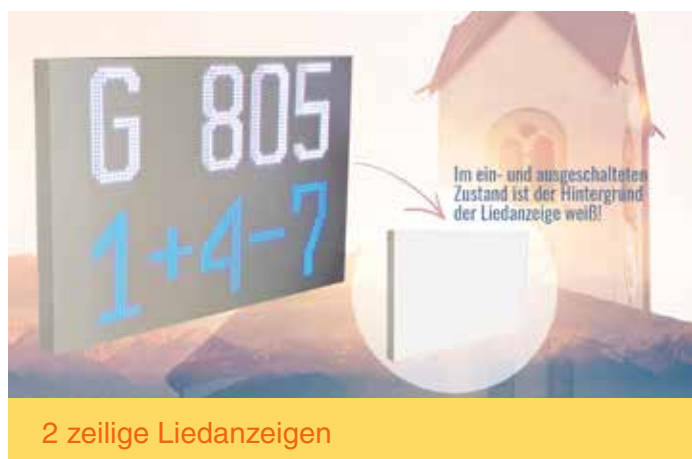 G 805
1+4-7
Im ein- und ausgeschalteten
Zustand ist der Hintergrund
der Liedanzeige weiß!
2 zeilige Liedanzeigen